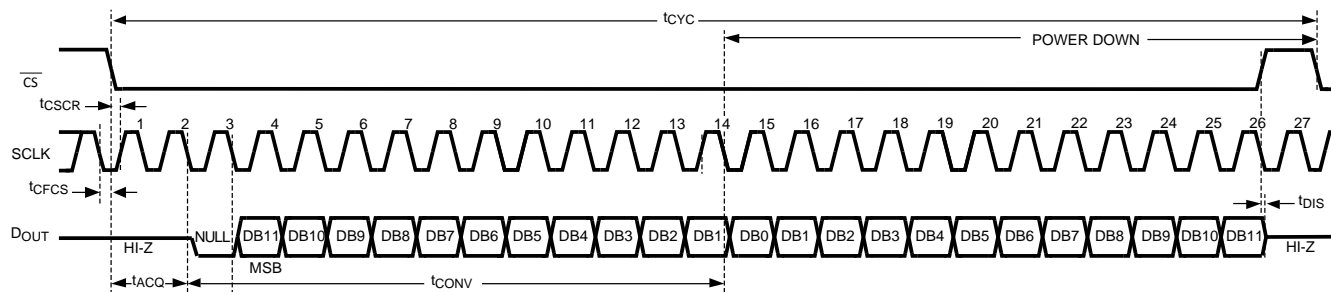 tCYC
POWER DOWN
CS
tCSCR
1 2 3 4 5 6 7 8 9 10 11 12 13 14 15 16 17 18 19 20 21 22 23 24 25 26 27
SCLK
tCFCS
tDIS
DOUT
HI-Z
NULL DB11 DB10 DB9 DB8 DB7 DB6 DB5 DB4 DB3 DB2 DB1 DB0 DB1 DB2 DB3 DB4 DB5 DB6 DB7 DB8 DB9 DB10 DB11
HI-Z
MSB
tACQ
tCONV